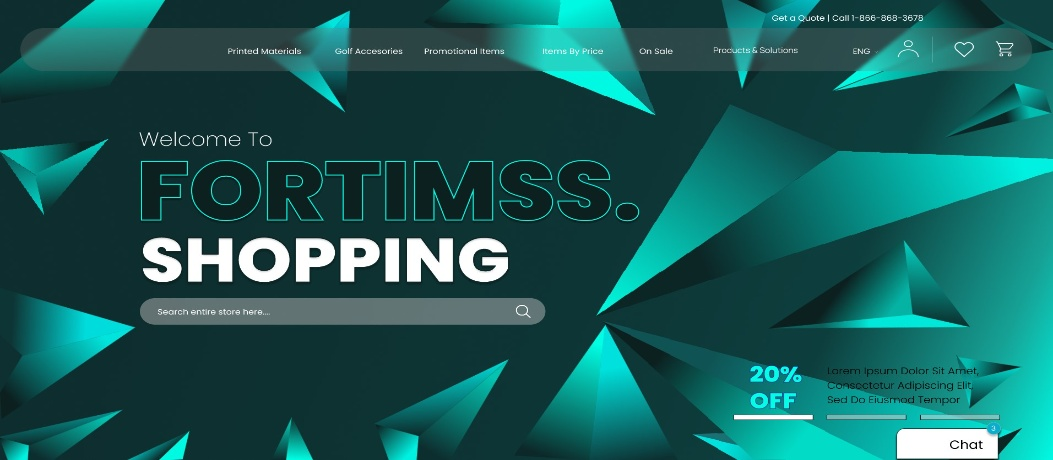 Get a Quote | Call 1-866-868-3678
Printed Materials Golf Accesories Promotional Items Items By Price On Sale Products & Solutions ENG
Welcome To
FORTIMSS.
SHOPPING
Search entire store here....
20%
OFF
Lorem Ipsum Dolor Sit Amet,
Consectetur Adipiscing Elit,
Sed Do Eiusmod Tempor
3
Chat